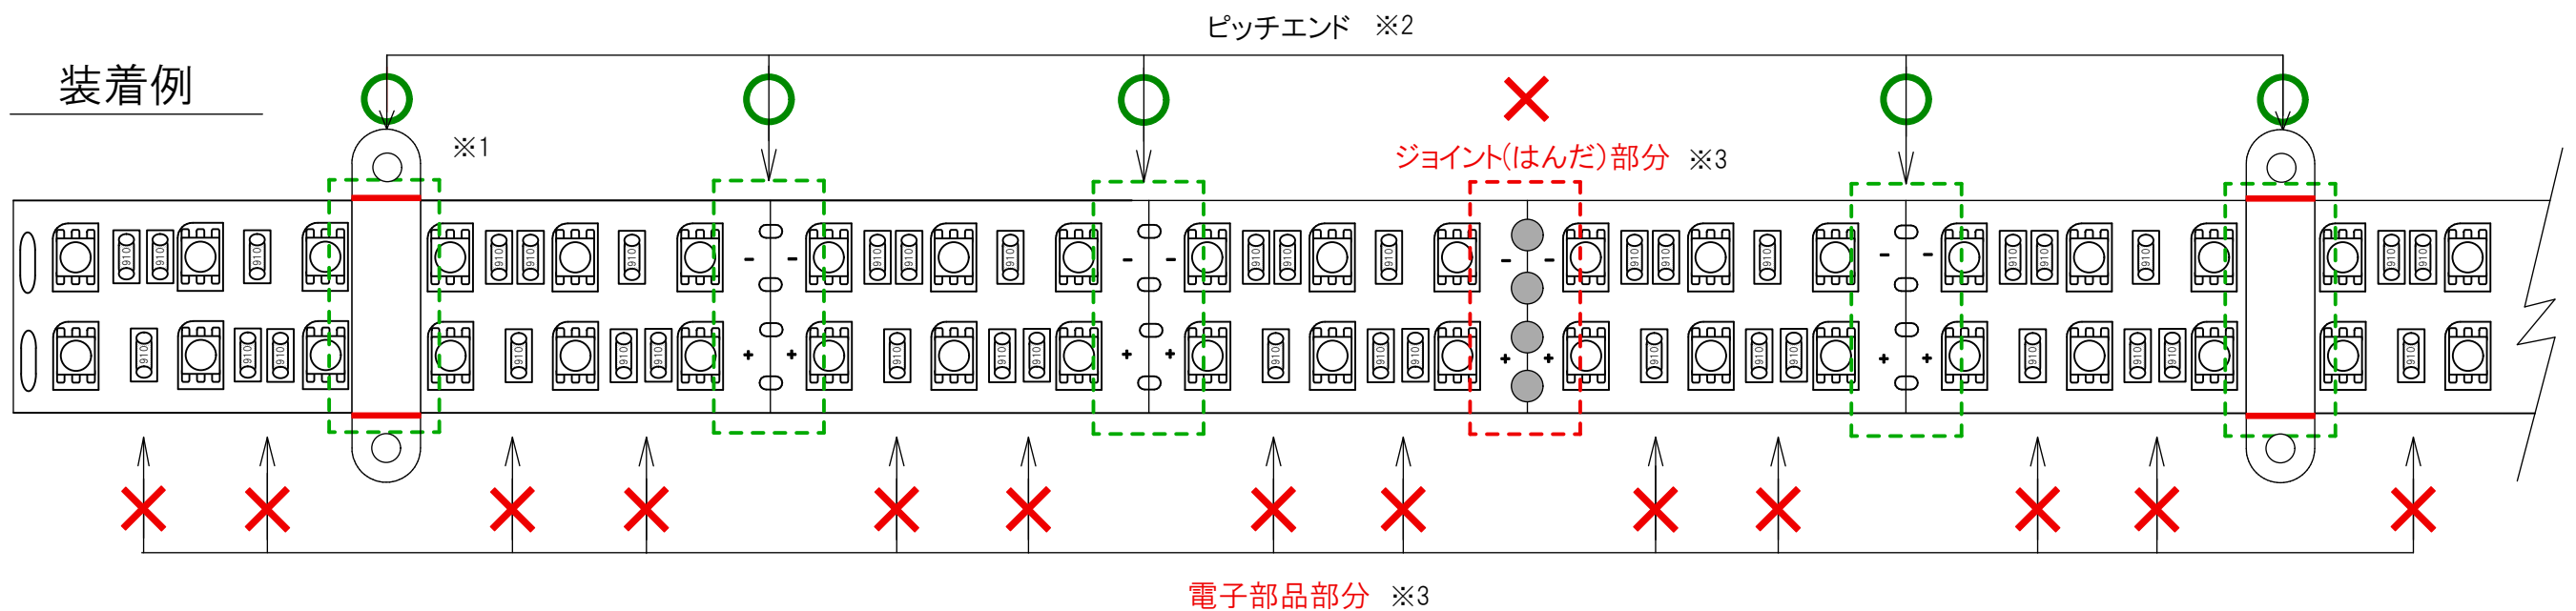 ピッチエンド ※2
装着例
※1
ジョイント(はんだ)部分 ※3
- - - - - - - -
+ + + + + + + +
電子部品部分 ※3